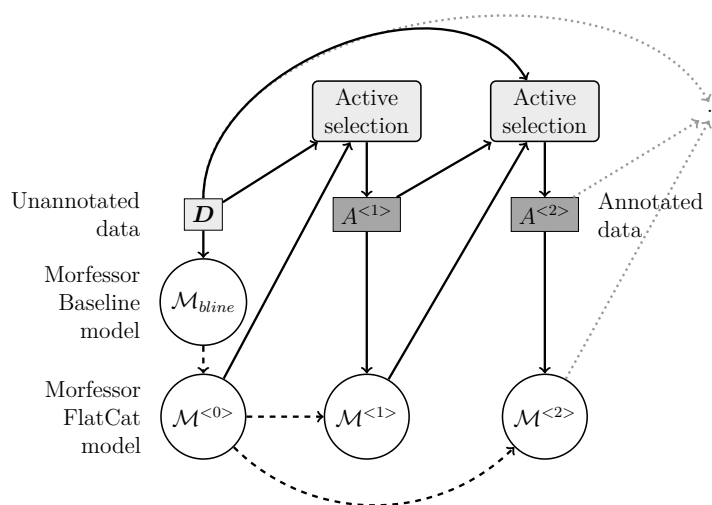 Active
selection
Active
selection
Unannotated
data
D
A<1>
A<2>
Annotated
data
Morfessor
Baseline
model
ℳbline
Morfessor
FlatCat
model
ℳ<0>
ℳ<1>
ℳ<2>